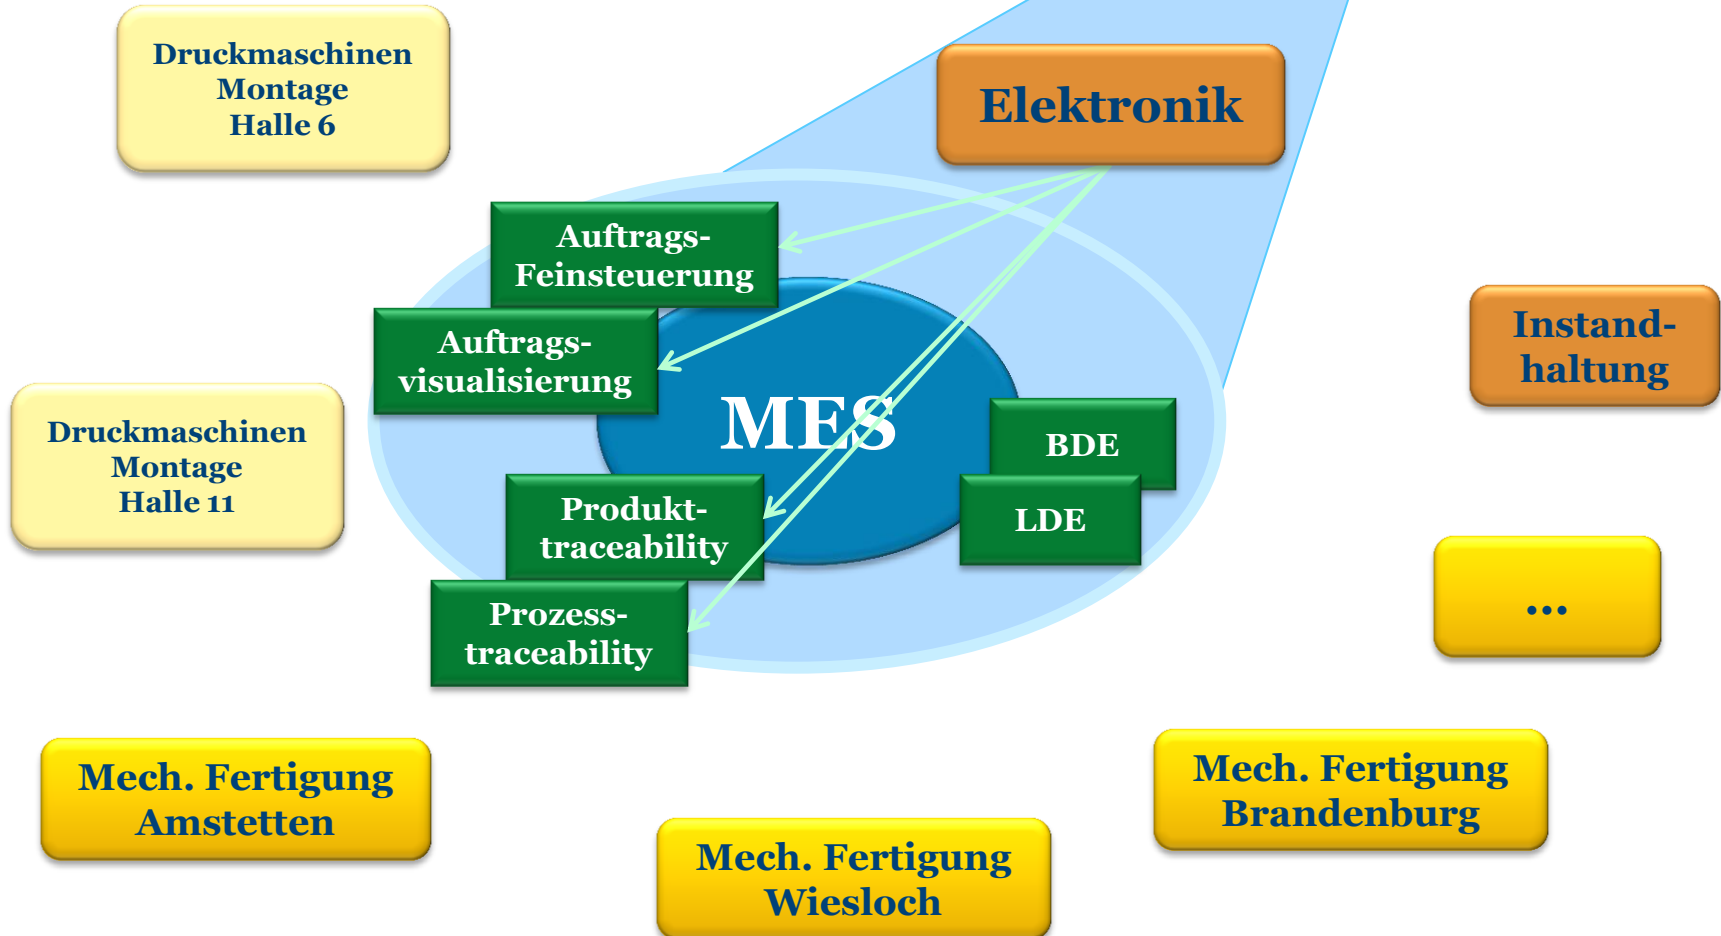 Druckmaschinen
Montage
Halle 6
Elektronik
Auftrags-
Feinsteuerung
Auftrags-
visualisierung
Instand-
haltung
MES
Druckmaschinen
Montage
Halle 11
BDE
LDE
Produkt-
traceability
...
Prozess-
traceability
Mech. Fertigung
Amstetten
Mech. Fertigung
Brandenburg
Mech. Fertigung
Wiesloch